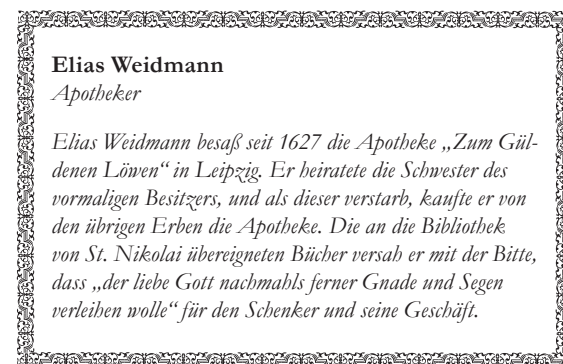 Elias Weidmann
Apotheker
Elias Weidmann besaß seit 1627 die Apotheke „Zum Gül-
denen Löwen“ in Leipzig. Er heiratete die Schwester des
vormaligen Besitzers, und als dieser verstarb, kaufte er von
den übrigen Erben die Apotheke. Die an die Bibliothek
von St. Nikolai übereigneten Bücher versah er mit der Bitte,
dass „der liebe Gott nachmahls ferner Gnade und Segen
verleihen wolle“ für den Schenker und seine Geschäft.